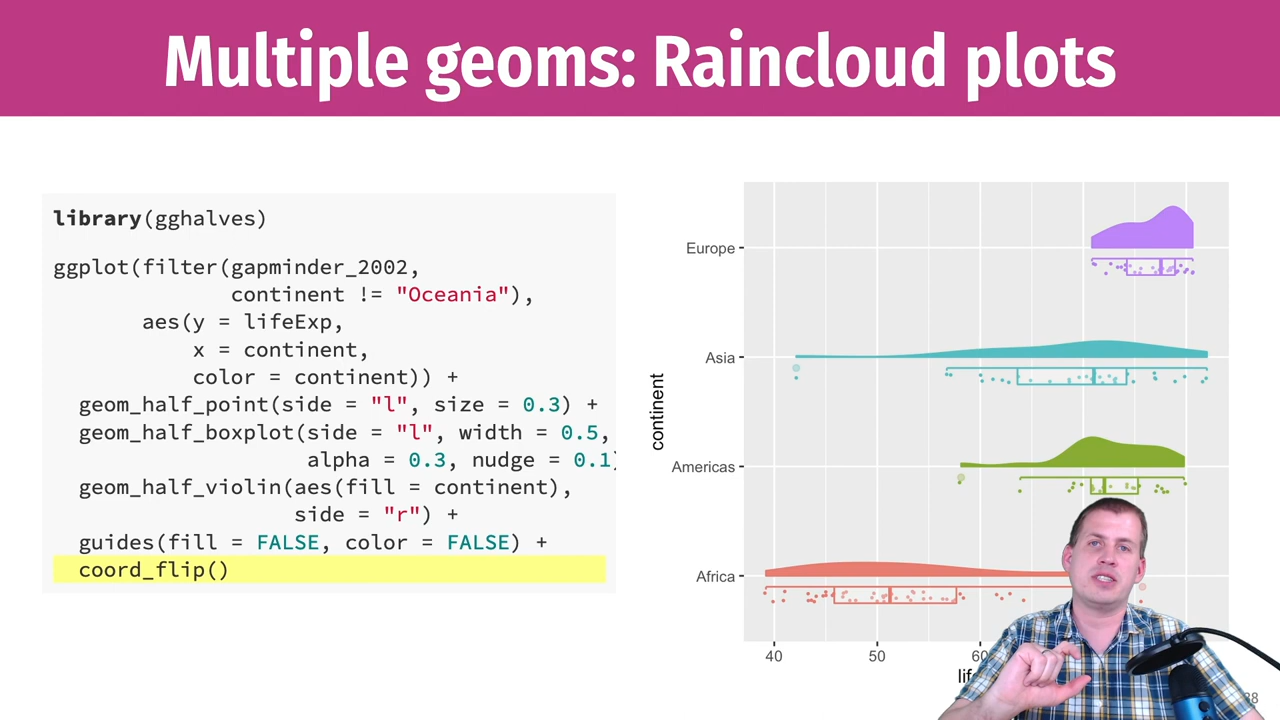 Multiple geoms: Raincloud plots
library(gghalves)
ggplot(filter(gapminder_2002,
continent != "Oceania"),
aes(y = lifeExp,
x = continent,
color = continent)) +
geom_half_point(side = "l", size = 0.3) +
geom_half_boxplot(side = "l", width = 0.5,
alpha = 0.3, nudge = 0.1)
geom_half_violin(aes(fill = continent),
side = "r") +
guides(fill = FALSE, color = FALSE) +
coord_flip()
continent
Europe
Asia
Americas
Africa
40 50 60
38